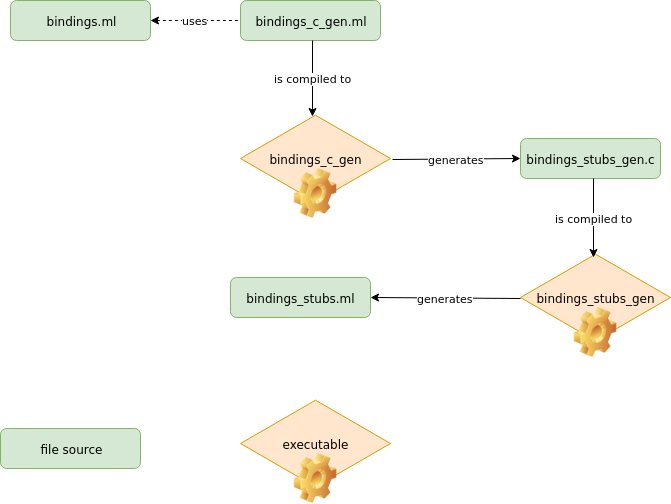 bindings.ml
uses
bindings_c_gen.ml
is compiled to
bindings_c_gen
generates
bindings_stubs_gen.c
is compiled to
bindings_stubs.ml
generates
bindings_stubs_gen
file source
executable